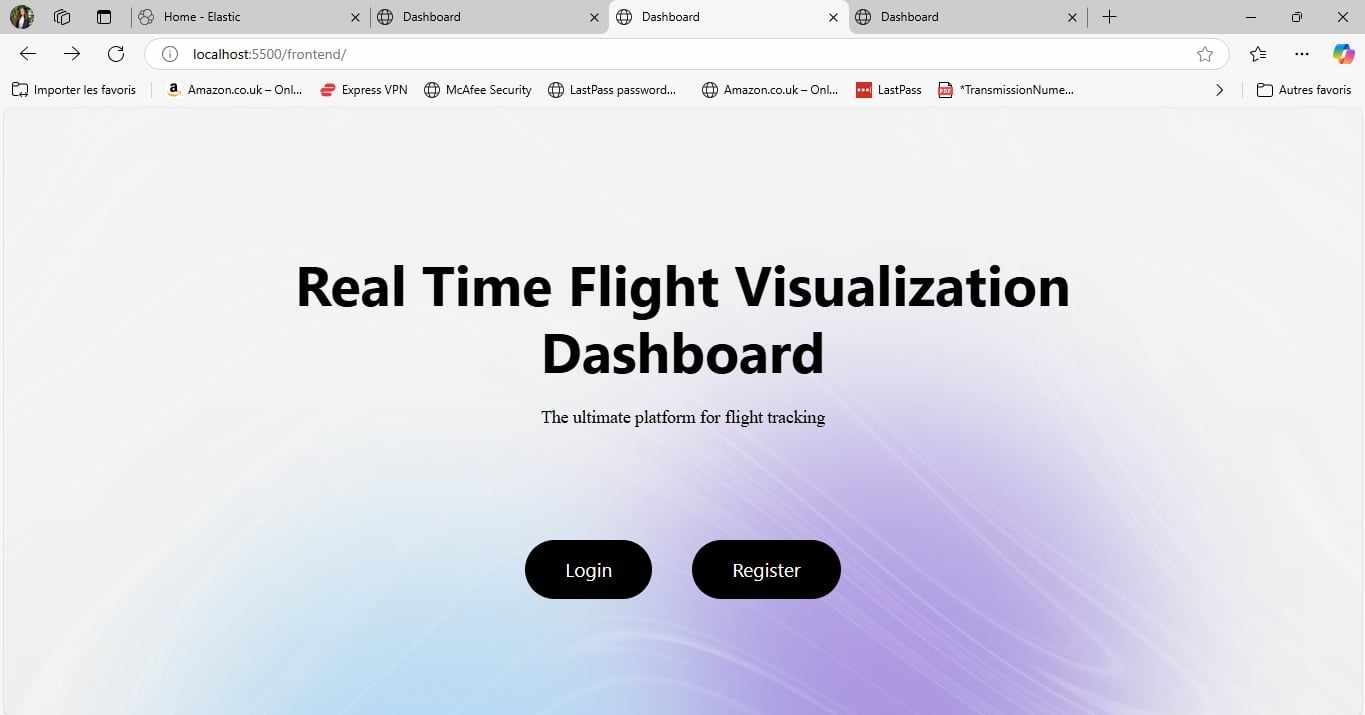 Home - Elastic
Dashboard
Dashboard
Dashboard
localhost:5500/frontend/
Importer les favoris
a Amazon.co.uk – Onl...
Express VPN
McAfee Security
LastPass password...
Amazon.co.uk – Onl...
LastPass
PDF *TransmissionNume...
Autres favoris
Real Time Flight Visualization
Dashboard
The ultimate platform for flight tracking
Login
Register